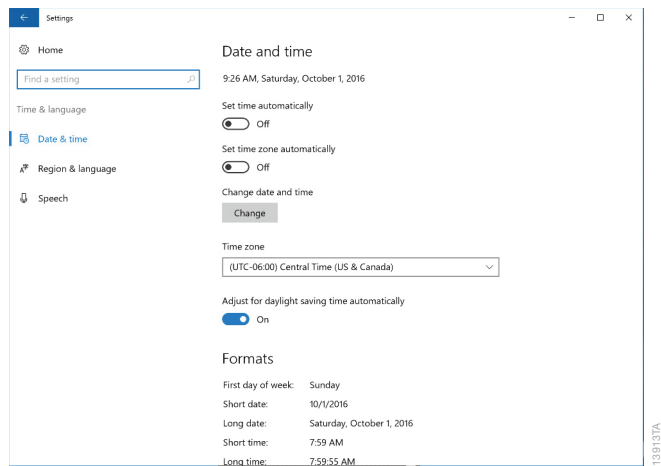 Settings
Home
Find a setting
Time & language
Date & time
Region & language
Speech
Date and time
9:26 AM, Saturday, October 1, 2016
Set time automatically
Off
Set time zone automatically
Off
Change date and time
Change
Time zone
(UTC-06:00) Central Time (US & Canada)
Adjust for daylight saving time automatically
On
Formats
First day of week: Sunday
Short date: 10/1/2016
Long date: Saturday, October 1, 2016
Short time: 7:59 AM
Long time: 7:59:55 AM
13913TA